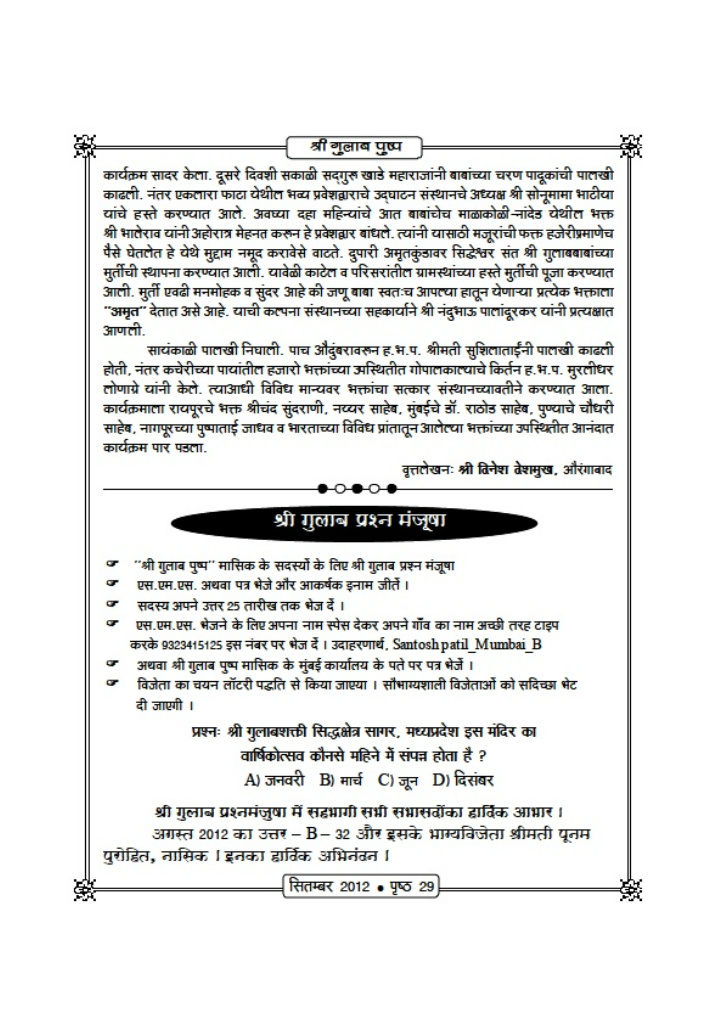 श्री गुलाब पुष्प
कार्यक्रम सादर केला. दूसरे दिवशी सकाळी सद्‌गुरू खाडे महाराजांनी बाबांच्या चरण पादूकांची पालखी
काढली. नंतर एकलारा फाटा येथील भव्य प्रवेशद्वाराचे उद्‌घाटन संस्थानचे अध्यक्ष श्री सोनूमामा भाटीया
यांचे हस्ते करण्यात आले. अवघ्या दहा महिन्यांचे आत बाबांचेच माळाकोळी-नांदेड येथील भक्त
श्री भालेराव यांनी अहोरात्र मेहनत करून हे प्रवेशद्वार बांधले. त्यांनी यासाठी मजूरांची फक्त हजेरीप्रमाणेच
पैसे घेतलेत हे येथे मुद्दाम नमूद करावेसे वाटते. दुपारी अमृतकुंडावर सिद्धेश्वर संत श्री गुलाबबाबांच्या
मुर्तीची स्थापना करण्यात आली. यावेळी काटेल व परिसरांतील ग्रामस्थांच्या हस्ते मुर्तीची पूजा करण्यात
आली. मुर्ती एवढी मनमोहक व सुंदर आहे की जणू बाबा स्वतःच आपल्या हातून येणाऱ्या प्रत्येक भक्ताला
"अमृत" देतात असे आहे. याची कल्पना संस्थानच्या सहकार्याने श्री नंदुभाऊ पालांदूरकर यांनी प्रत्यक्षात
आणली.
सायंकाळी पालखी निघाली. पाच औदुंबरावरून ह.भ.प. श्रीमती सुशिलाताईंनी पालखी काढली
होती, नंतर कचेरीच्या पायांतील हजारो भक्तांच्या उपस्थितीत गोपालकाल्याचे किर्तन ह.भ.प. मुरलीधर
लोणाग्रे यांनी केले. त्याआधी विविध मान्यवर भक्तांचा सत्कार संस्थानच्यावतीने करण्यात आला.
कार्यक्रमाला रायपूरचे भक्त श्रीचंद सुंदराणी, नय्यर साहेब, मुंबईचे डॉ. राठोड साहेब, पुण्याचे चौधरी
साहेब, नागपूरच्या पुष्पाताई जाधव व भारताच्या विविध प्रांतातून आलेल्या भक्तांच्या उपस्थितीत आनंदात
कार्यक्रम पार पडला.
वृत्तलेखनः श्री दिनेश देशमुख, औरंगाबाद
श्री गुलाब प्रश्न मंजूषा
☞ "श्री गुलाब पुष्प" मासिक के सदस्यों के लिए श्री गुलाब प्रश्न मंजूषा
☞ एस.एम.एस. अथवा पत्र भेजे और आकर्षक इनाम जीतें ।
☞ सदस्य अपने उत्तर 25 तारीख तक भेज दें ।
☞ एस.एम.एस. भेजने के लिए अपना नाम स्पेस देकर अपने गाँव का नाम अच्छी तरह टाइप
करके 9323415125 इस नंबर पर भेज दें । उदाहरणार्थ, Santosh patil_Mumbai_B
☞ अथवा श्री गुलाब पुष्प मासिक के मुंबई कार्यालय के पते पर पत्र भेजें ।
☞ विजेता का चयन लॉटरी पद्धति से किया जाएया । सौभाग्यशाली विजेताओं को सदिच्छा भेट
दी जाएगी ।
प्रश्नः श्री गुलाबशक्ती सिद्धक्षेत्र सागर, मध्यप्रदेश इस मंदिर का
वार्षिकोत्सव कौनसे महिने में संपन्न होता है ?
A) जनवरी B) मार्च C) जून D) दिसंबर
श्री गुलाब प्रश्नमंजुषा में सहभागी सभी सभासदोंका हार्दिक आभार ।
अगस्त 2012 का उत्तर – B – 32 और इसके भाग्यविजेता श्रीमती पूनम
पुरोहित, नासिक । इनका हार्दिक अभिनंदन ।
सितम्बर 2012 ● पृष्ठ 29